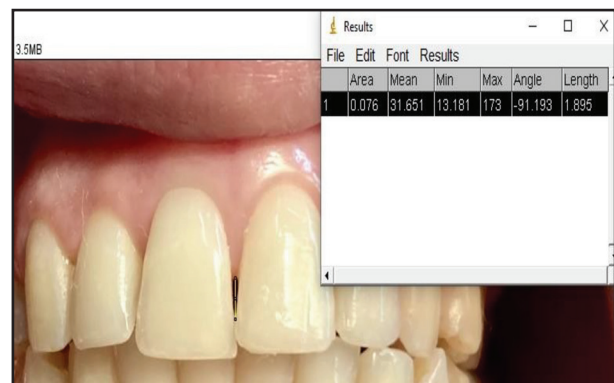 3.5MB
Results
File Edit Font Results
Area Mean Min Max Angle Length
1 0.076 31.651 13.181 173 -91.193 1.895